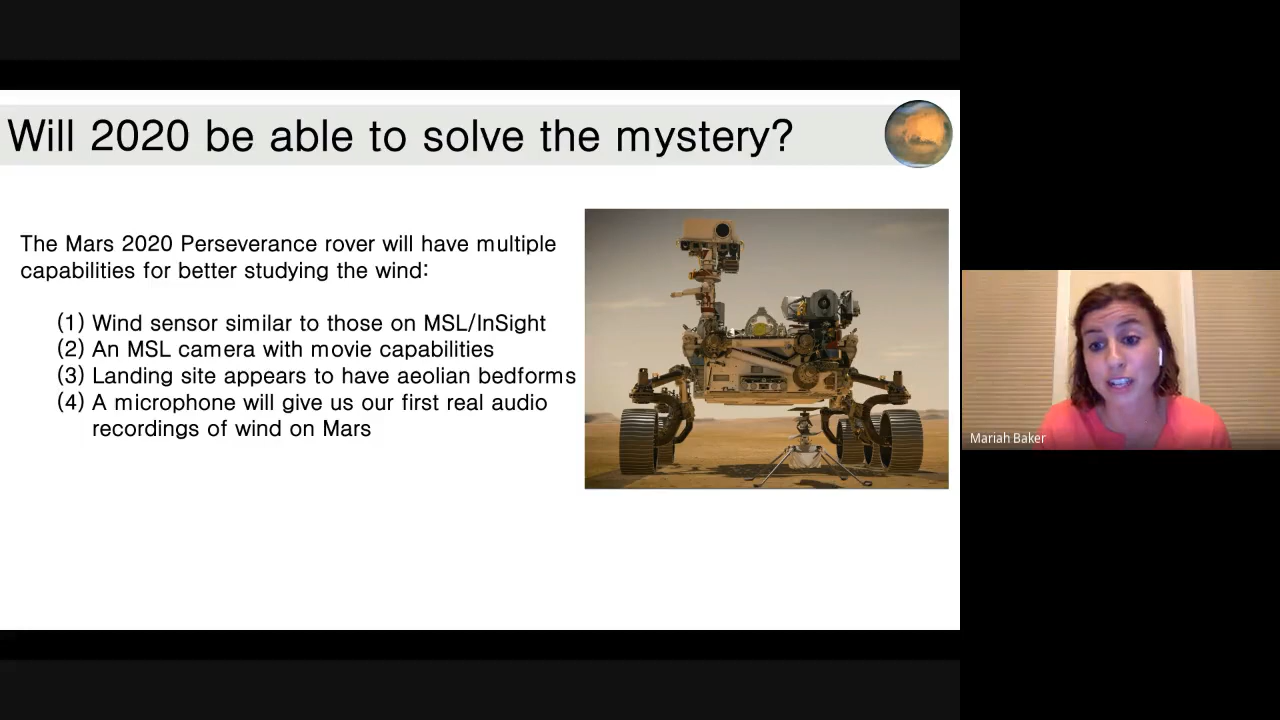 Will 2020 be able to solve the mystery?
The Mars 2020 Perseverance rover will have multiple
capabilities for better studying the wind:
(1) Wind sensor similar to those on MSL/InSight
(2) An MSL camera with movie capabilities
(3) Landing site appears to have aeolian bedforms
(4) A microphone will give us our first real audio
recordings of wind on Mars
Mariah Baker